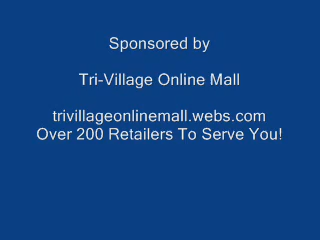 Sponsored by
Tri-Village Online Mall
trivillageonlinemall.webs.com
Over 200 Retailers To Serve You!